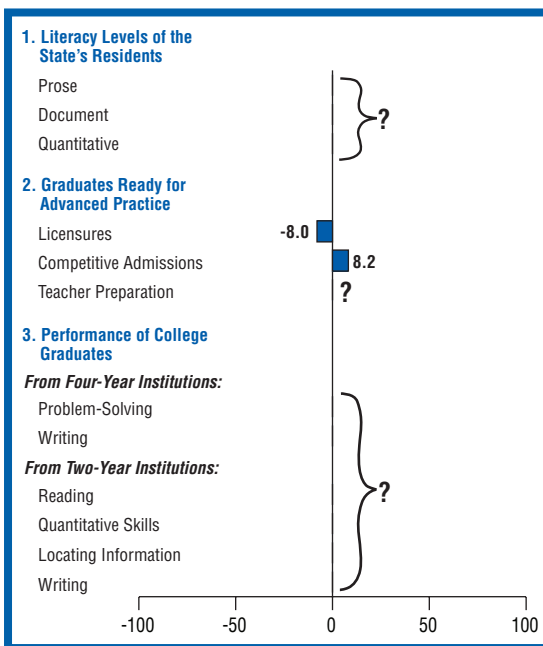 1. Literacy Levels of the
State’s Residents
Prose
Document
Quantitative
?
2. Graduates Ready for
Advanced Practice
Licensures
-8.0
Competitive Admissions
8.2
Teacher Preparation
?
3. Performance of College
Graduates
From Four-Year Institutions:
Problem-Solving
Writing
From Two-Year Institutions:
Reading
?
Quantitative Skills
Locating Information
Writing
-100 -50 0 50 100